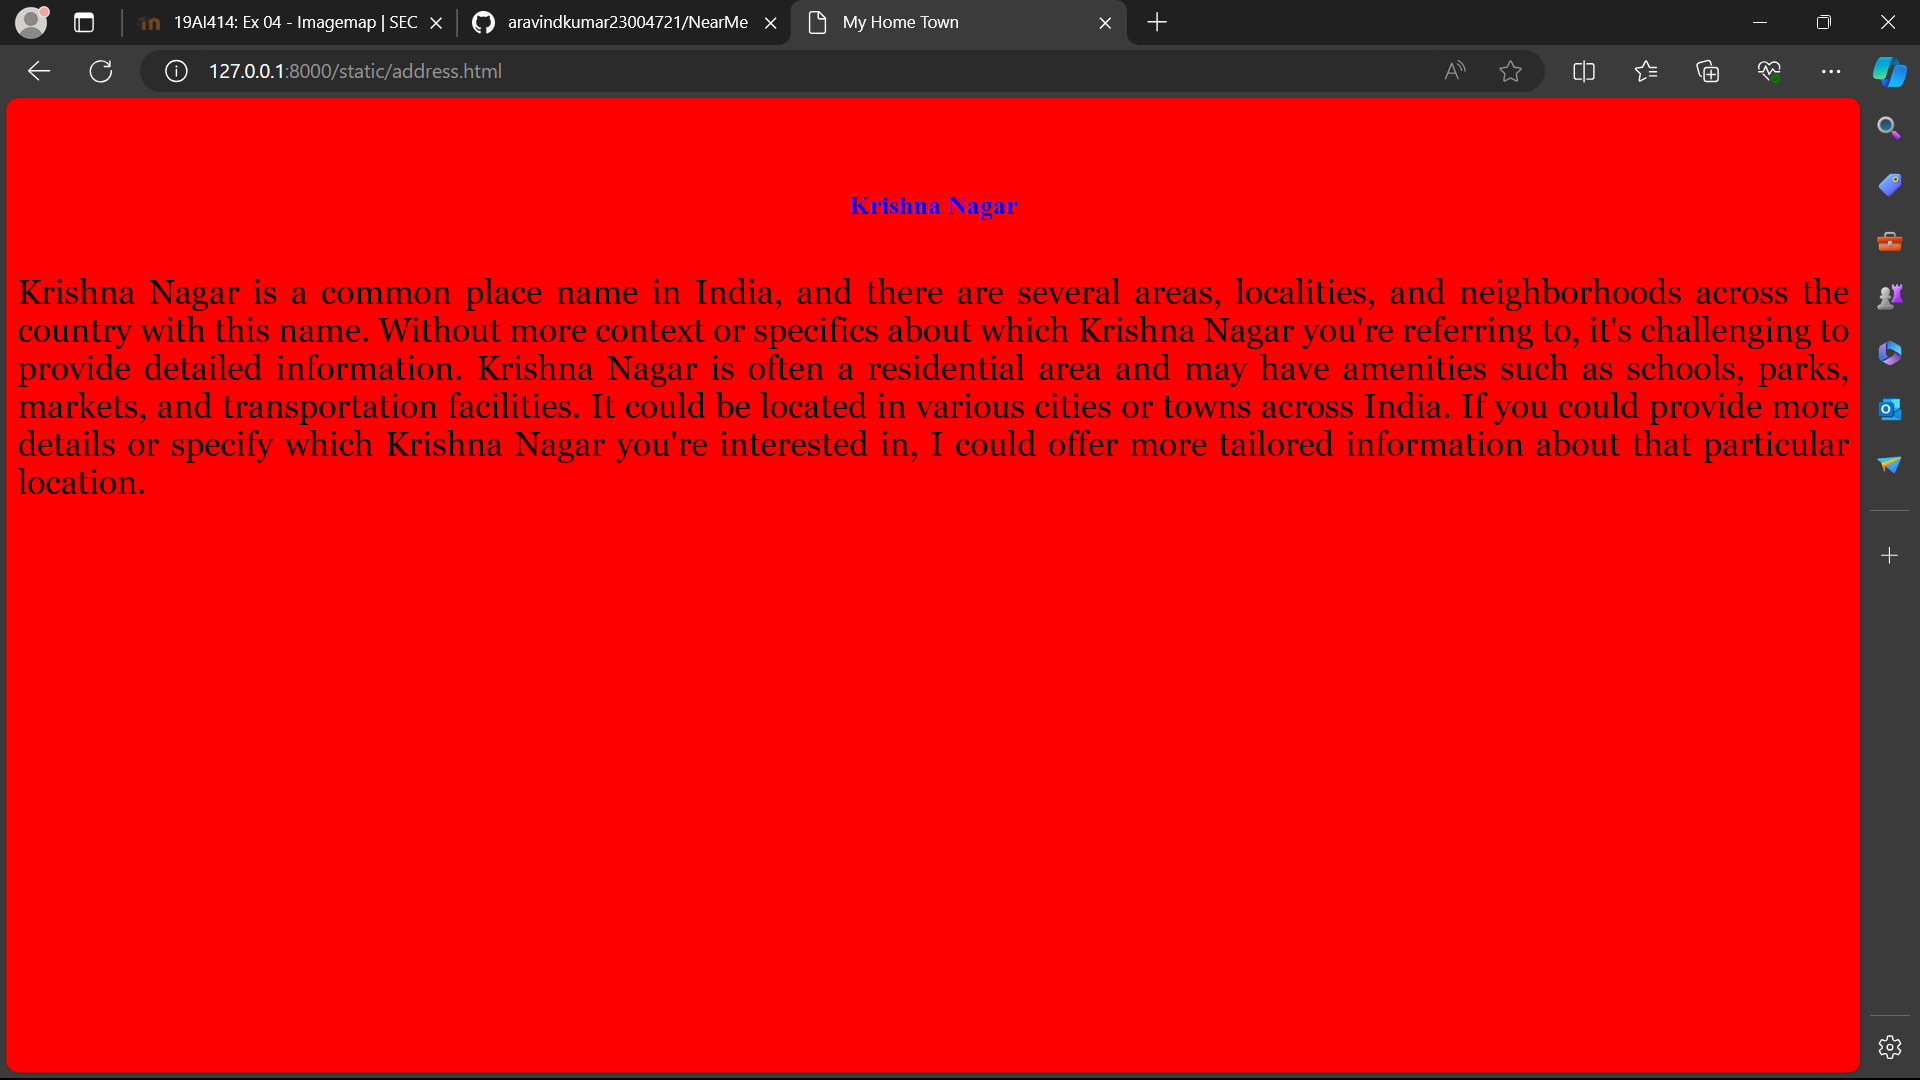 19AI414: Ex 04 - Imagemap | SEC
aravindkumar23004721/NearMe
My Home Town
127.0.0.1:8000/static/address.html
Krishna Nagar
Krishna Nagar is a common place name in India, and there are several areas, localities, and neighborhoods across the
country with this name. Without more context or specifics about which Krishna Nagar you're referring to, it's challenging to
provide detailed information. Krishna Nagar is often a residential area and may have amenities such as schools, parks,
markets, and transportation facilities. It could be located in various cities or towns across India. If you could provide more
details or specify which Krishna Nagar you're interested in, I could offer more tailored information about that particular
location.